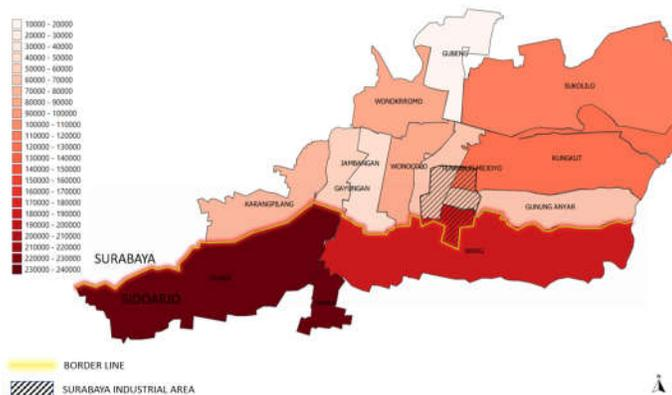 10000 - 20000
20000 - 30000
30000 - 40000
40000 - 50000
50000 - 60000
60000 - 70000
70000 - 80000
80000 - 90000
90000 - 100000
100000 - 110000
110000 - 120000
120000 - 130000
130000 - 140000
140000 - 150000
150000 - 160000
160000 - 170000
170000 - 180000
180000 - 190000
190000 - 200000
200000 - 210000
210000 - 220000
220000 - 230000
230000 - 240000
GUBENG
SUKOLILO
WONOKROMO
JAMBANGAN
WONOCOLO
TENGGILIS MEJOYO
RUNGKUT
GAYUNGAN
KARANGPILANG
GUNUNG ANYAR
SURABAYA
WARU
SIDOARJO
BORDER LINE
SURABAYA INDUSTRIAL AREA